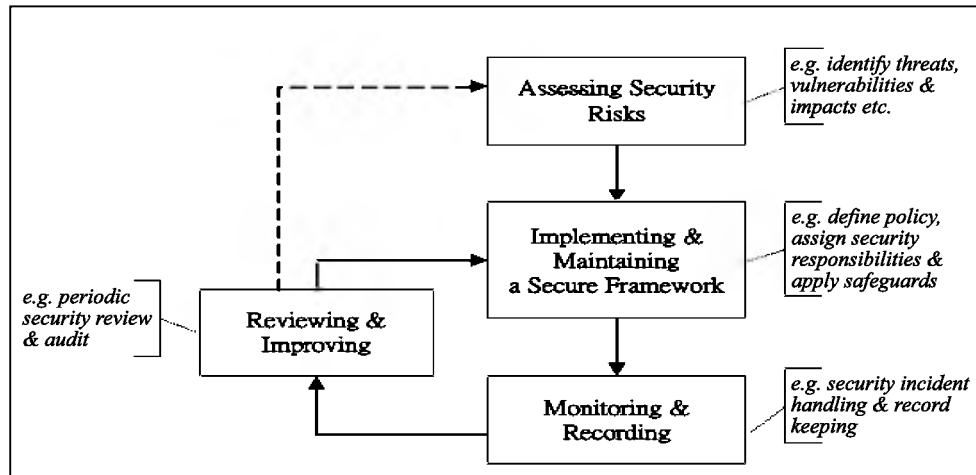 Assessing Security
Risks
e.g. identify threats,
vulnerabilities &
impacts etc.
Implementing &
Maintaining
a Secure Framework
e.g. define policy,
assign security
responsibilities &
apply safeguards
e.g. periodic
security review
& audit
Reviewing &
Improving
Monitoring &
Recording
e.g. security incident
handling & record
keeping